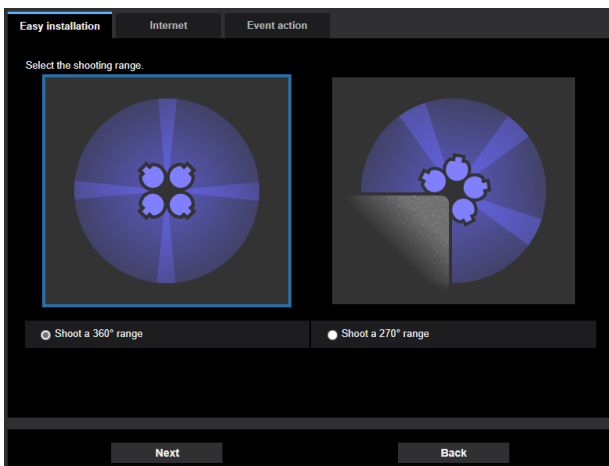 Easy installation Internet Event action
Select the shooting range.
Shoot a 360° range Shoot a 270° range
Next Back